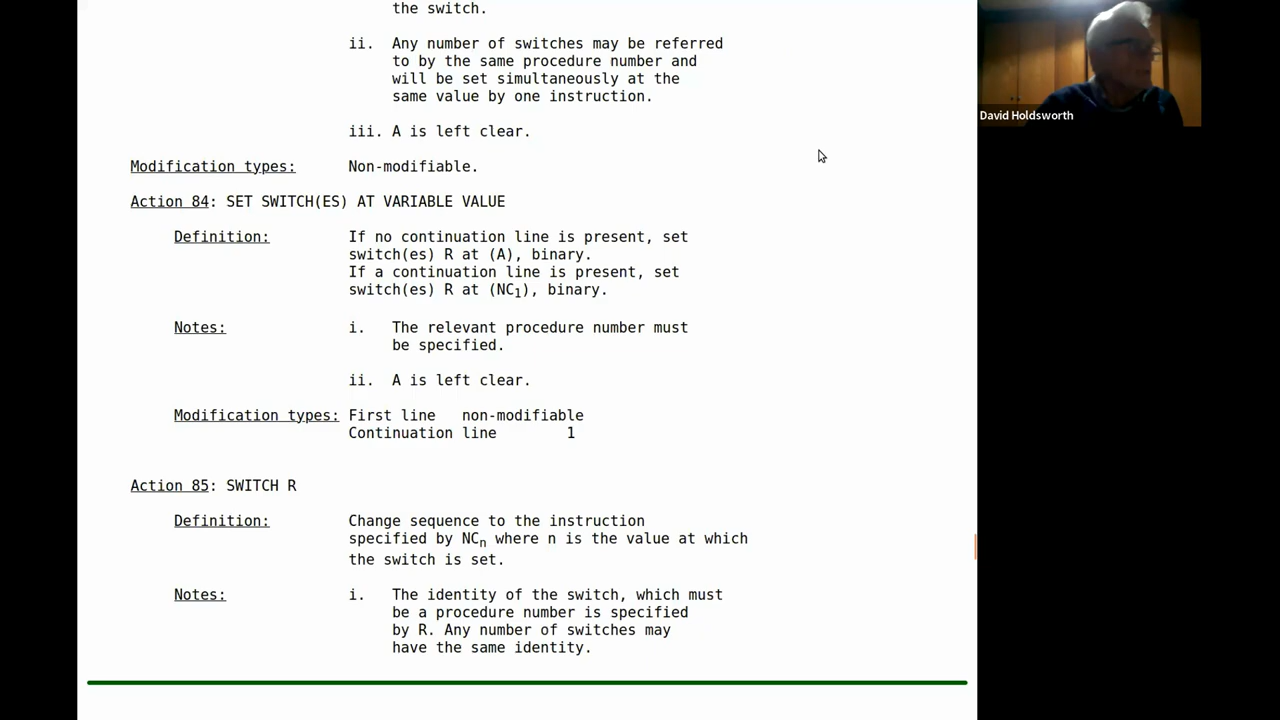 the switch.
ii. Any number of switches may be referred
to by the same procedure number and
will be set simultaneously at the
same value by one instruction.
iii. A is left clear.
Modification types: Non-modifiable.
Action 84: SET SWITCH(ES) AT VARIABLE VALUE
Definition: If no continuation line is present, set
switch(es) R at (A), binary.
If a continuation line is present, set
switch(es) R at (NC1), binary.
Notes: i. The relevant procedure number must
be specified.
ii. A is left clear.
Modification types: First line non-modifiable
Continuation line 1
Action 85: SWITCH R
Definition: Change sequence to the instruction
specified by NCn where n is the value at which
the switch is set.
Notes: i. The identity of the switch, which must
be a procedure number is specified
by R. Any number of switches may
have the same identity.
David Holdsworth